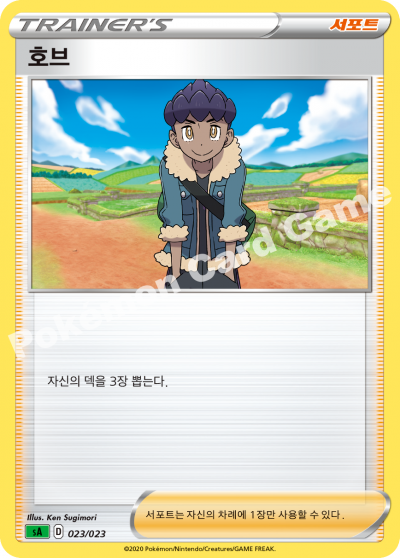 TRAINER'S
서포트
호브
Pokémon Card Game
자신의 덱을 3장 뽑는다.
Illus. Ken Sugimori
sA D 023/023
서포트는 자신의 차례에 1장만 사용할 수 있다.
©2020 Pokémon/Nintendo/Creatures/GAME FREAK.